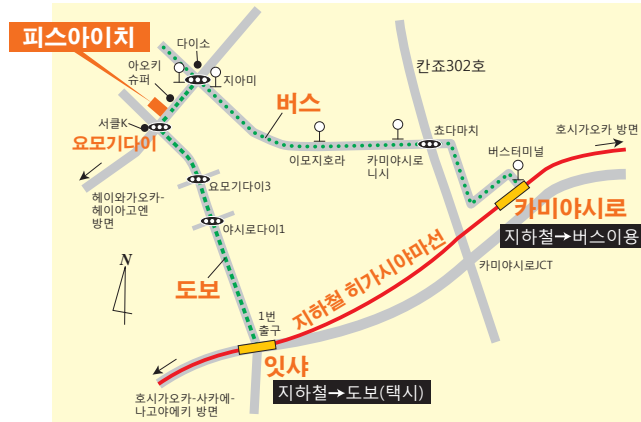 피스아이치
다이소
아오키
슈퍼
지아미
칸죠302호
서클K
요모기다이
버스
이모지호라
카미야시로
니시
쵸다마치
호시가오카 방면
버스터미널
헤이와가오카-
헤이아고엔
방면
요모기다이3
야시로다이1
카미야시로
지하철→버스이용
카미야시로JCT
N
도보
지하철 히가시야마선
1번
출구
잇샤
지하철→도보(택시)
호시가오카-사카에-
나고야에키 방면